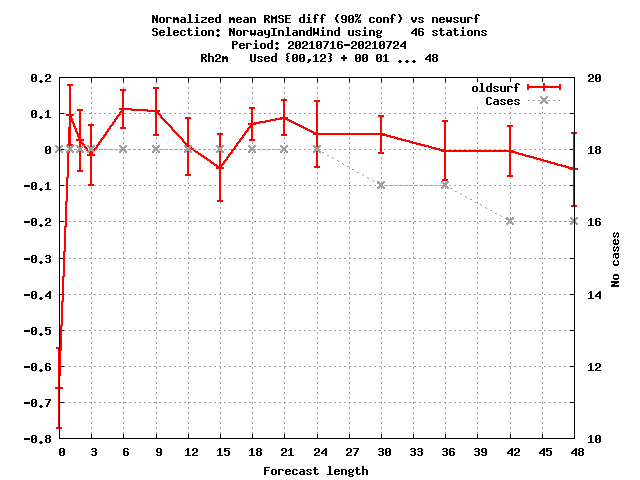 Normalized mean RMSE diff (90% conf) vs newsurf
Selection: NorwayInlandWind using    46 stations
Period: 20210716-20210724
Rh2m   Used {00,12} + 00 01 ... 48
oldsurf
Cases
0.2
0.1
0
-0.1
-0.2
-0.3
-0.4
-0.5
-0.6
-0.7
-0.8
20
18
16
14
12
10
No cases
0 3 6 9 12 15 18 21 24 27 30 33 36 39 42 45 48
Forecast length